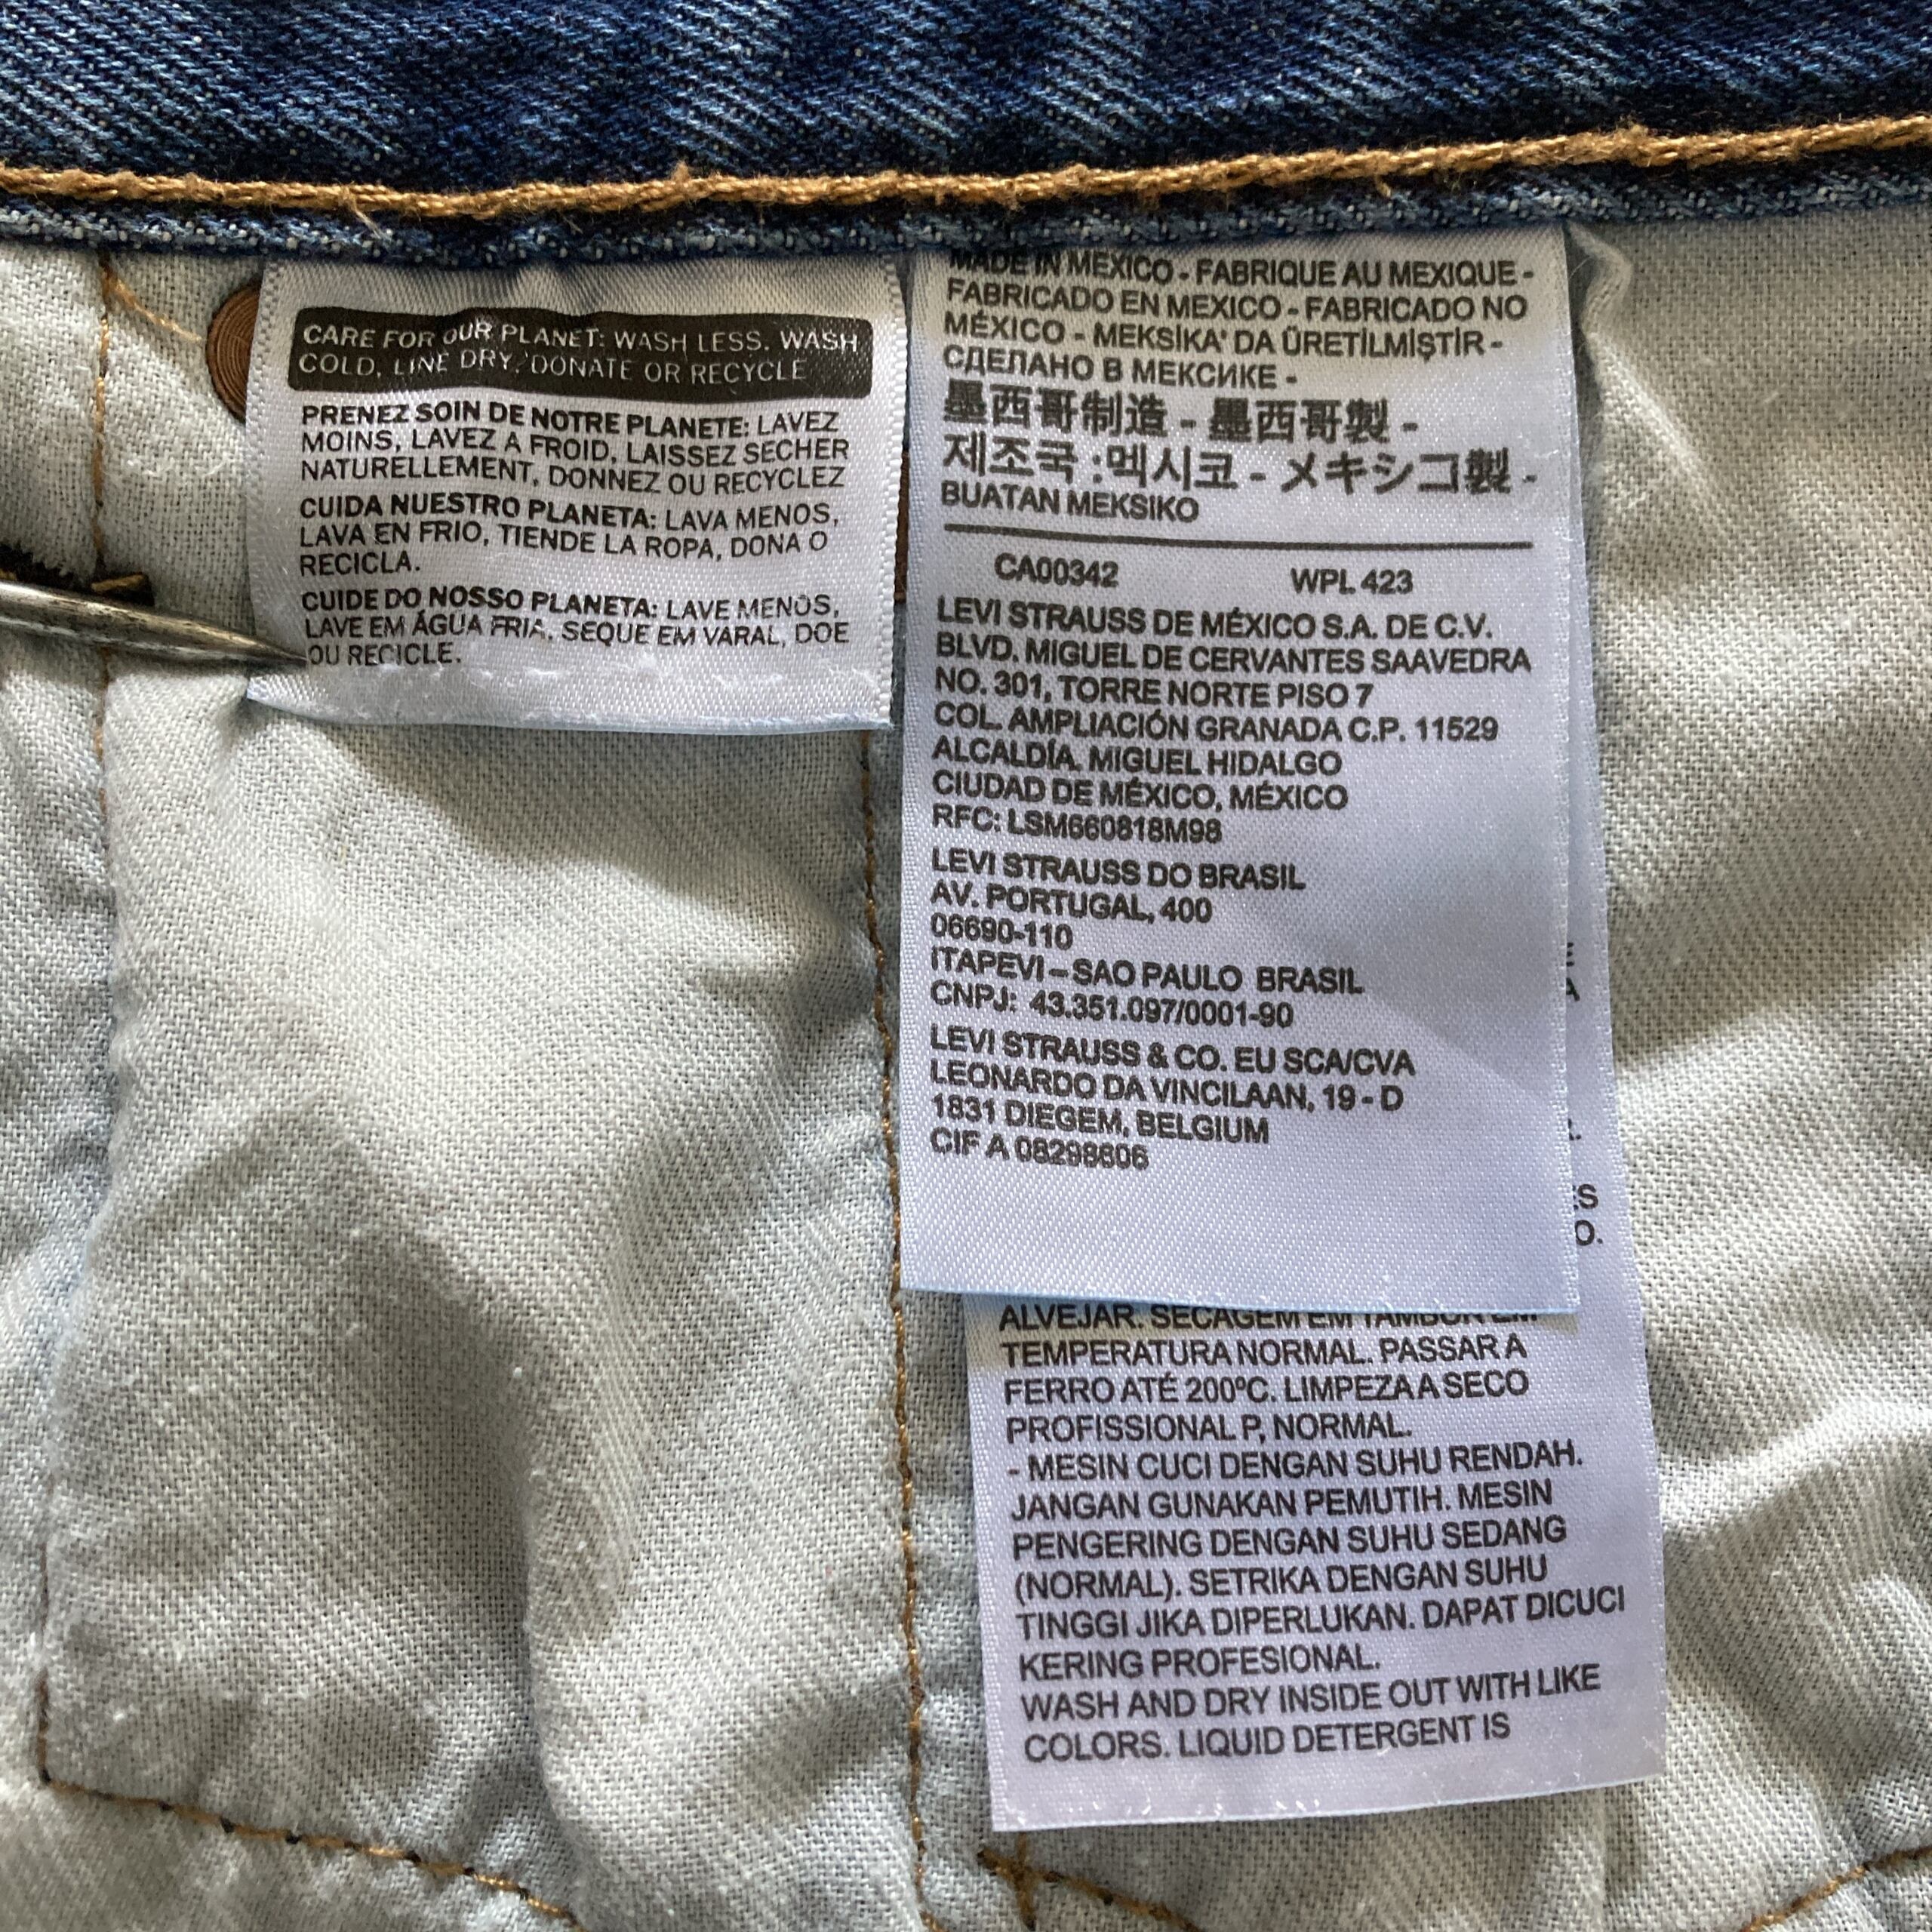 CARE FOR OUR PLANET: WASH LESS, WASH
COLD, LINE DRY, DONATE OR RECYCLE
PRENEZ SOIN DE NOTRE PLANETE: LAVEZ
MOINS, LAVEZ A FROID, LAISSEZ SECHER
NATURELLEMENT, DONNEZ OU RECYCLEZ
CUIDA NUESTRO PLANETA: LAVA MENOS,
LAVA EN FRIO, TIENDE LA ROPA, DONA O
RECICLA.
CUIDE DO NOSSO PLANETA: LAVE MENOS,
LAVE EM ÁGUA FRIA, SEQUE EM VARAL, DOE
OU RECICLE.
MADE IN MEXICO - FABRIQUE AU MEXIQUE -
FABRICADO EN MEXICO - FABRICADO NO
MÉXICO - MEKSİKA' DA ÜRETİLMİŞTİR -
СДЕЛАНО В МЕКСИКЕ -
墨西哥制造 - 墨西哥製 -
제조국 :멕시코 - メキシコ製 -
BUATAN MEKSIKO
CA00342 WPL 423
LEVI STRAUSS DE MÉXICO S.A. DE C.V.
BLVD. MIGUEL DE CERVANTES SAAVEDRA
NO. 301, TORRE NORTE PISO 7
COL. AMPLIACIÓN GRANADA C.P. 11529
ALCALDÍA. MIGUEL HIDALGO
CIUDAD DE MÉXICO, MÉXICO
RFC: LSM660818M98
LEVI STRAUSS DO BRASIL
AV. PORTUGAL, 400
06690-110
ITAPEVI – SAO PAULO BRASIL
CNPJ: 43.351.097/0001-90
LEVI STRAUSS & CO. EU SCA/CVA
LEONARDO DA VINCILAAN, 19 - D
1831 DIEGEM, BELGIUM
CIF A 08298606
ALVEJAR. SECAGEM EM TAMBOR EM
TEMPERATURA NORMAL. PASSAR A
FERRO ATÉ 200ºC. LIMPEZA A SECO
PROFISSIONAL P, NORMAL.
- MESIN CUCI DENGAN SUHU RENDAH.
JANGAN GUNAKAN PEMUTIH. MESIN
PENGERING DENGAN SUHU SEDANG
(NORMAL). SETRIKA DENGAN SUHU
TINGGI JIKA DIPERLUKAN. DAPAT DICUCI
KERING PROFESIONAL.
WASH AND DRY INSIDE OUT WITH LIKE
COLORS. LIQUID DETERGENT IS